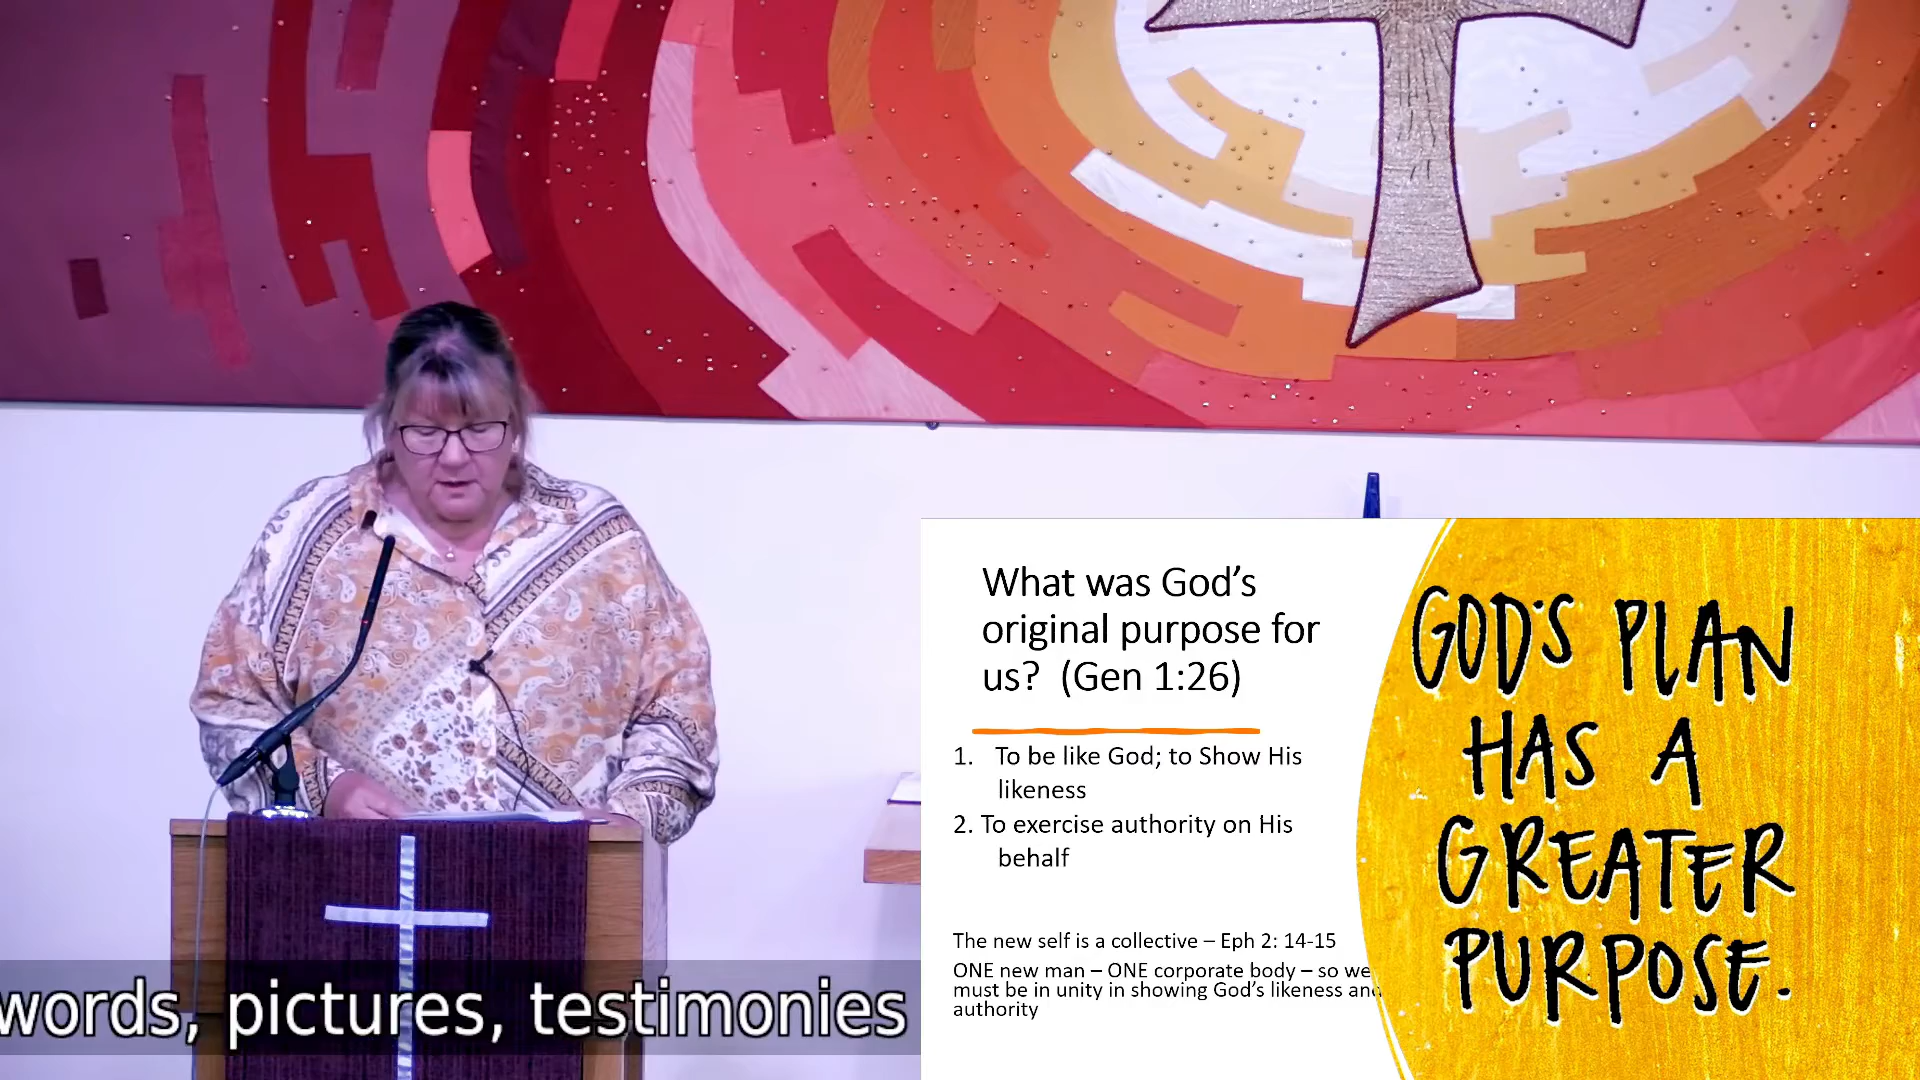 What was God's
original purpose for
us? (Gen 1:26)
1. To be like God; to Show His
likeness
2. To exercise authority on His
behalf
The new self is a collective – Eph 2: 14-15
ONE new man – ONE corporate body – so we
must be in unity in showing God's likeness and
authority
GOD'S PLAN
HAS A
GREATER
PURPOSE.
words, pictures, testimonies